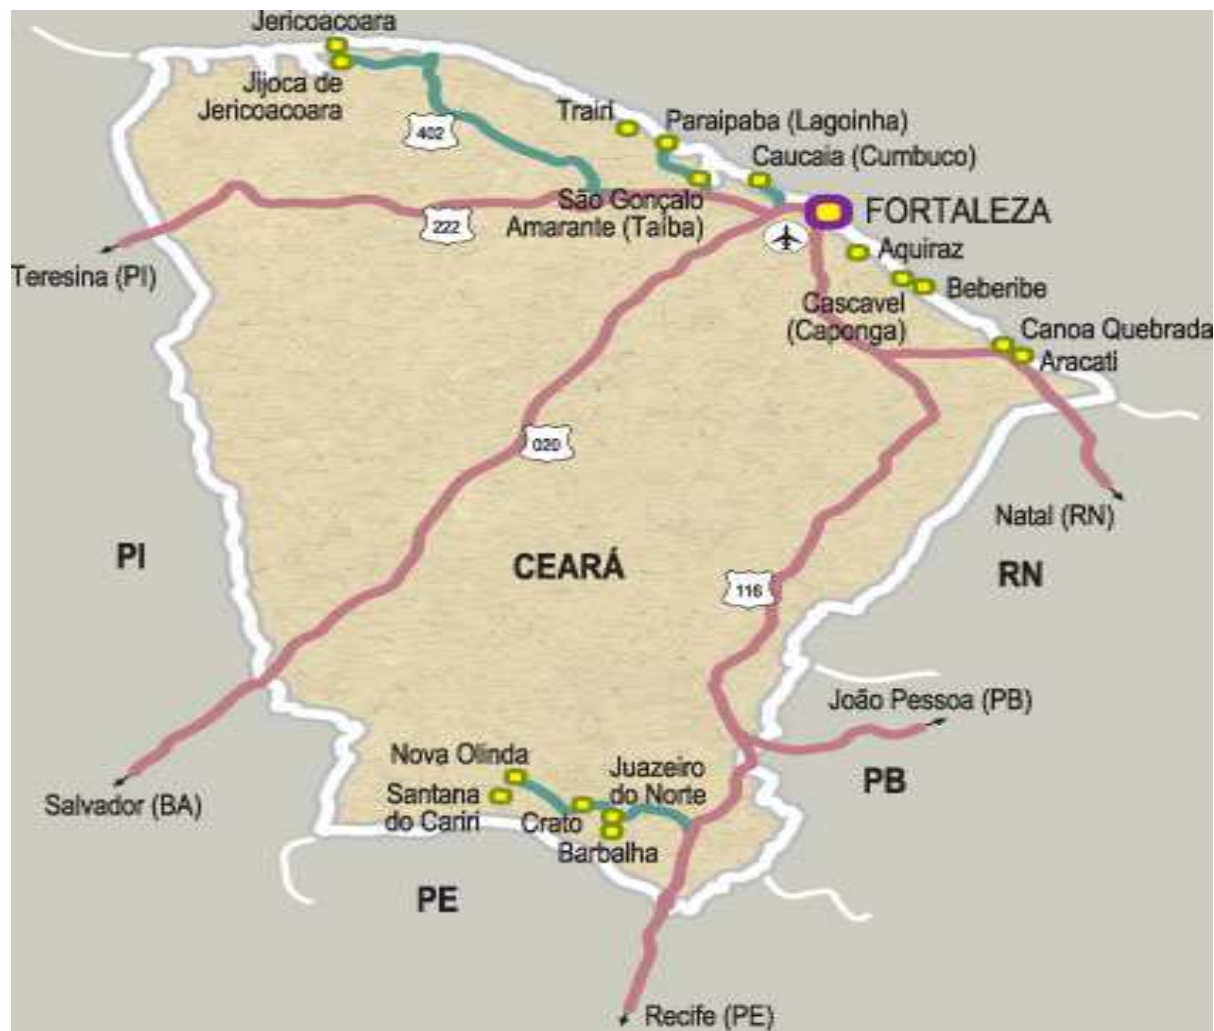 Jericoacoara
Jijoca de
Jericoacoara
402
Trairi
Paraipaba (Lagoinha)
Caucaia (Cumbuco)
São Gonçalo
Amarante (Taíba)
FORTALEZA
222
Teresina (PI)
Aquiraz
Cascavel
(Caponga)
Beberibe
Canoa Quebrada
Aracati
020
Natal (RN)
PI
CEARÁ
RN
116
João Pessoa (PB)
PB
Nova Olinda
Santana
do Cariri
Juazeiro
do Norte
Crato
Barbalha
Salvador (BA)
PE
Recife (PE)